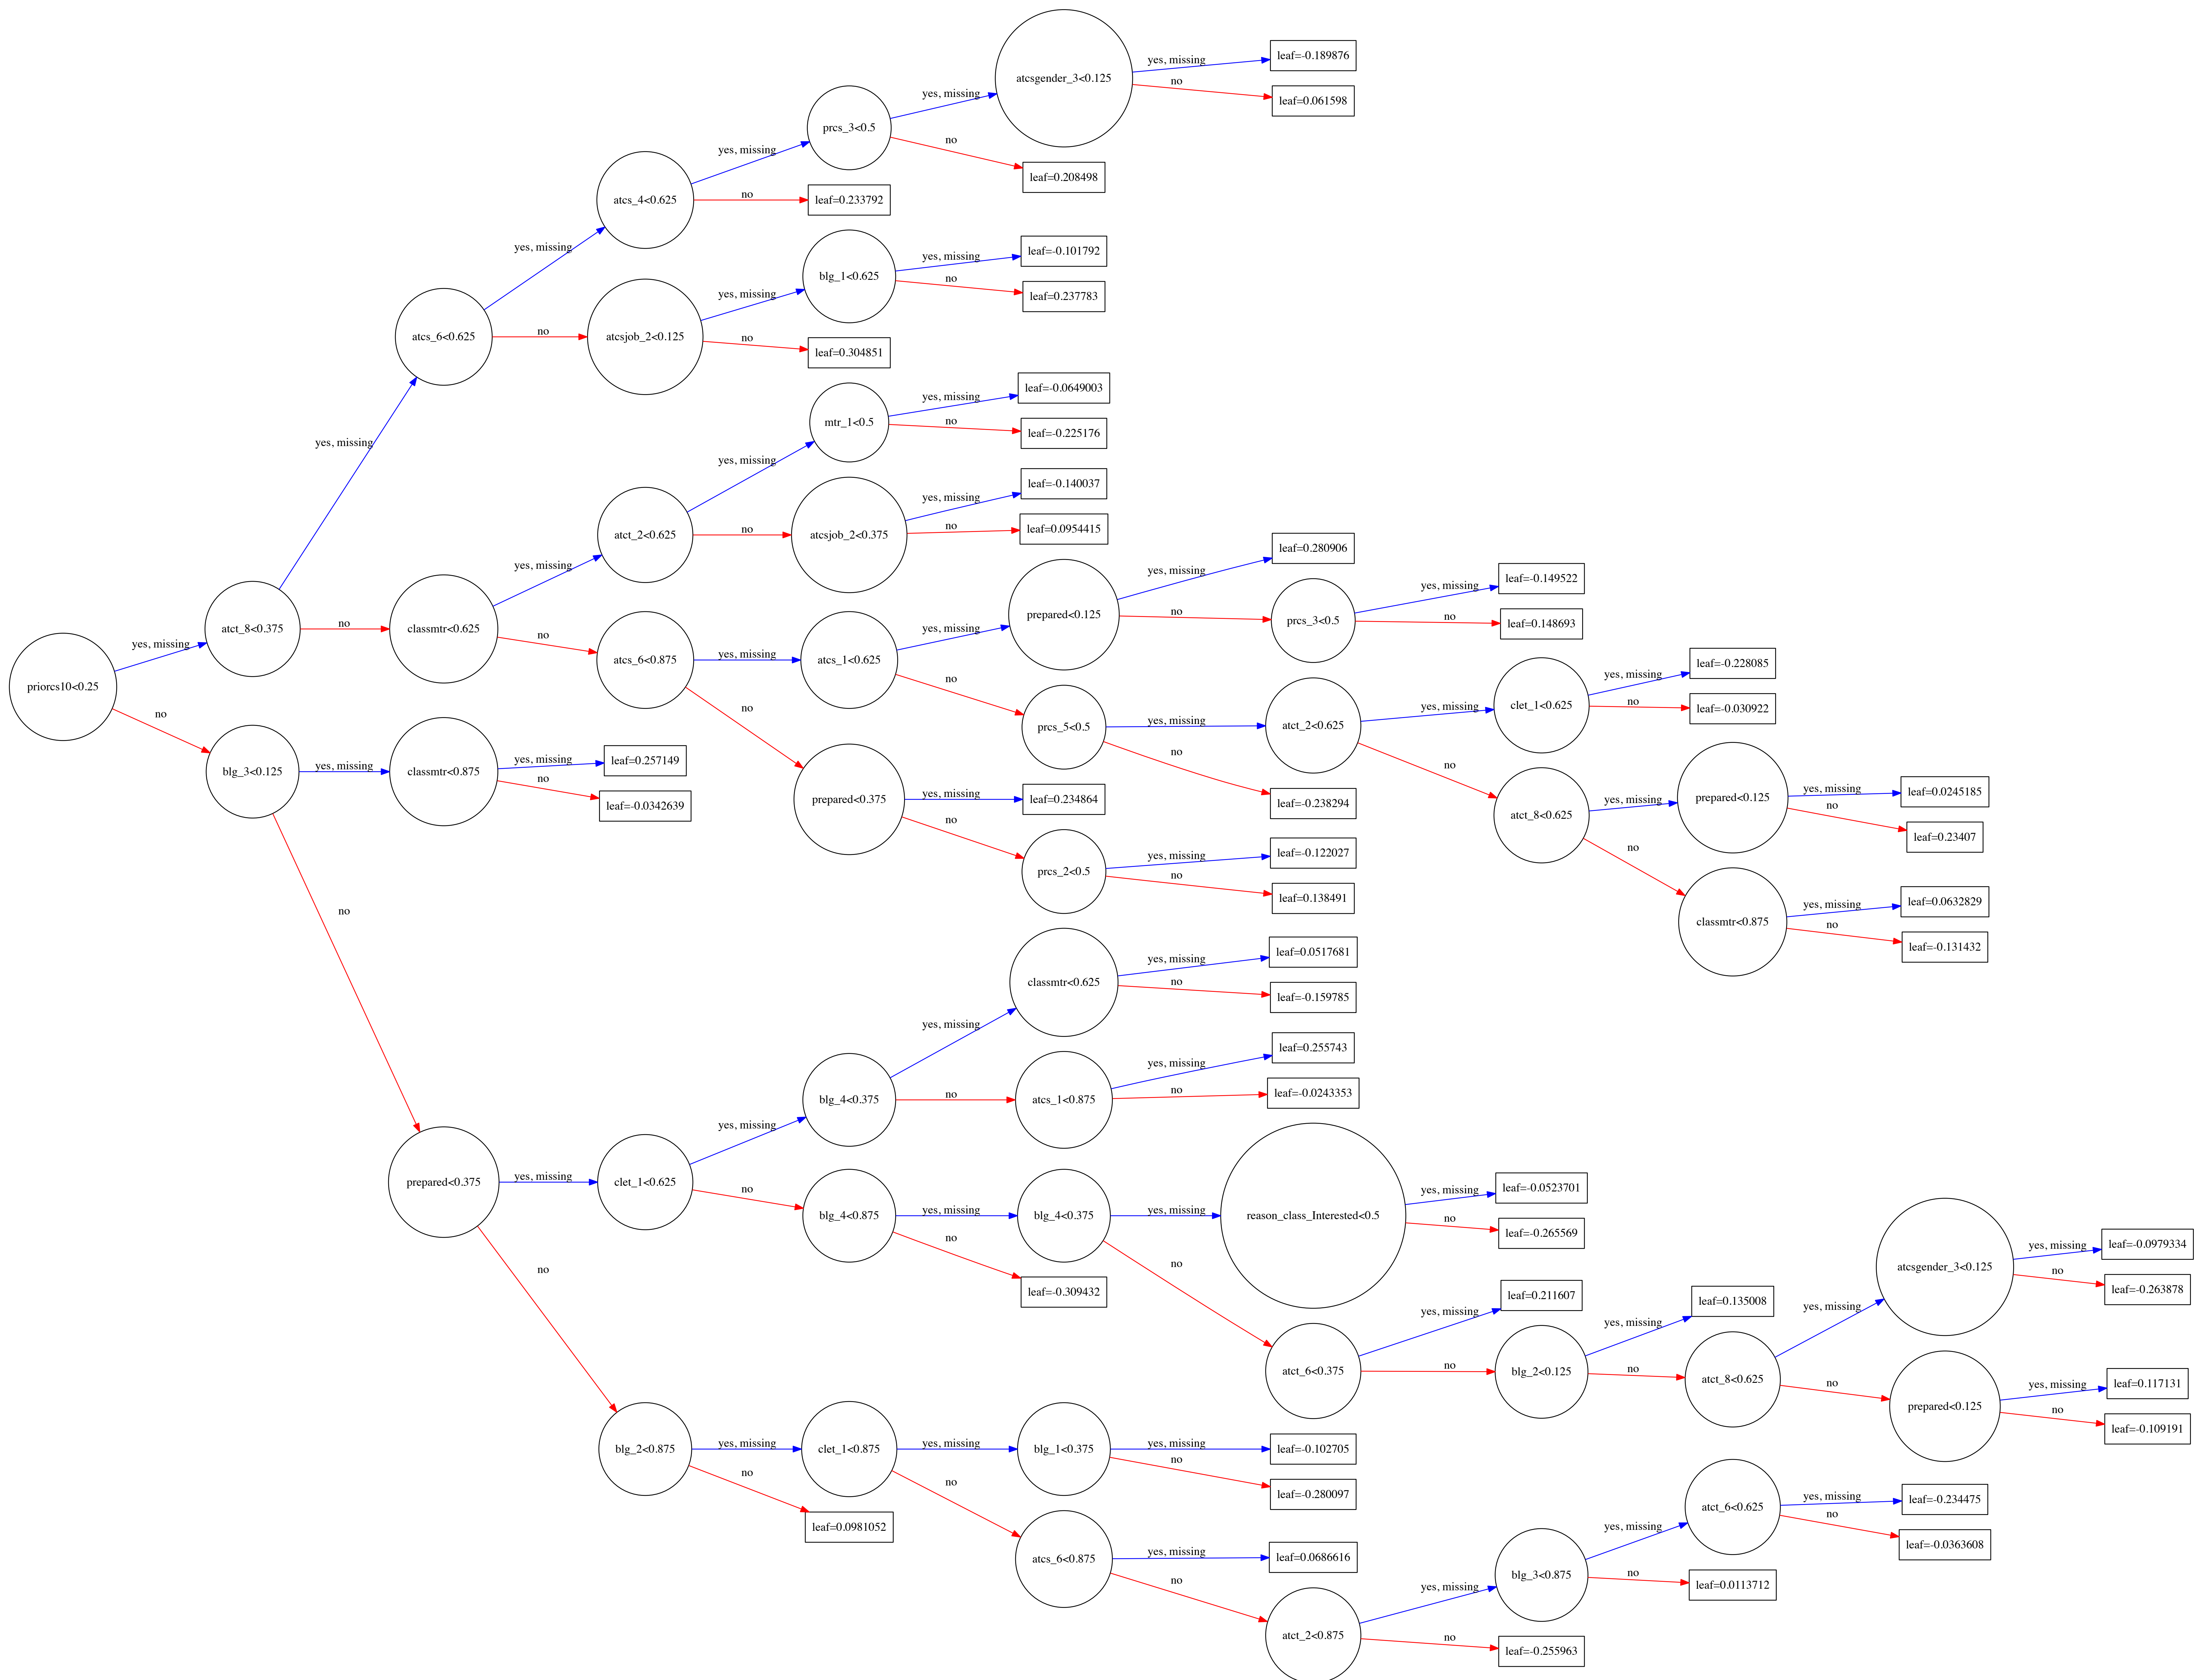 priorcs10<0.25
yes, missing
no
atct_8<0.375
yes, missing
no
blg_3<0.125
yes, missing
no
atcs_6<0.625
yes, missing
no
classmtr<0.625
yes, missing
no
classmtr<0.875
yes, missing
no
prepared<0.375
yes, missing
no
atcs_4<0.625
yes, missing
no
atcsjob_2<0.125
yes, missing
no
atct_2<0.625
yes, missing
no
atcs_6<0.875
yes, missing
no
leaf=0.257149
leaf=-0.0342639
clet_1<0.625
yes, missing
no
blg_2<0.875
yes, missing
no
prcs_3<0.5
yes, missing
no
leaf=0.233792
blg_1<0.625
yes, missing
no
leaf=0.304851
mtr_1<0.5
yes, missing
no
atcsjob_2<0.375
yes, missing
no
atcs_1<0.625
yes, missing
no
prepared<0.375
yes, missing
no
blg_4<0.375
yes, missing
no
blg_4<0.875
yes, missing
no
clet_1<0.875
yes, missing
no
leaf=0.0981052
atcsgender_3<0.125
yes, missing
no
leaf=0.208498
leaf=-0.101792
leaf=0.237783
leaf=-0.0649003
leaf=-0.225176
leaf=-0.140037
leaf=0.0954415
prepared<0.125
yes, missing
no
prcs_5<0.5
yes, missing
no
leaf=0.234864
prcs_2<0.5
yes, missing
no
classmtr<0.625
yes, missing
no
atcs_1<0.875
yes, missing
no
blg_4<0.375
yes, missing
no
leaf=-0.309432
blg_1<0.375
yes, missing
no
atcs_6<0.875
yes, missing
no
leaf=-0.189876
leaf=0.061598
leaf=0.280906
prcs_3<0.5
yes, missing
no
atct_2<0.625
yes, missing
no
leaf=-0.238294
leaf=-0.122027
leaf=0.138491
leaf=0.0517681
leaf=-0.159785
leaf=0.255743
leaf=-0.0243353
reason_class_Interested<0.5
yes, missing
no
atct_6<0.375
yes, missing
no
leaf=-0.102705
leaf=-0.280097
leaf=0.0686616
atct_2<0.875
yes, missing
no
leaf=-0.149522
leaf=0.148693
clet_1<0.625
yes, missing
no
atct_8<0.625
yes, missing
no
leaf=-0.0523701
leaf=-0.265569
leaf=0.211607
blg_2<0.125
yes, missing
no
blg_3<0.875
yes, missing
no
leaf=-0.255963
leaf=-0.228085
leaf=-0.030922
prepared<0.125
yes, missing
no
classmtr<0.875
yes, missing
no
leaf=0.135008
atct_8<0.625
yes, missing
no
atct_6<0.625
yes, missing
no
leaf=0.0113712
leaf=0.0245185
leaf=0.23407
leaf=0.0632829
leaf=-0.131432
atcsgender_3<0.125
yes, missing
no
prepared<0.125
yes, missing
no
leaf=-0.234475
leaf=-0.0363608
leaf=-0.0979334
leaf=-0.263878
leaf=0.117131
leaf=-0.109191